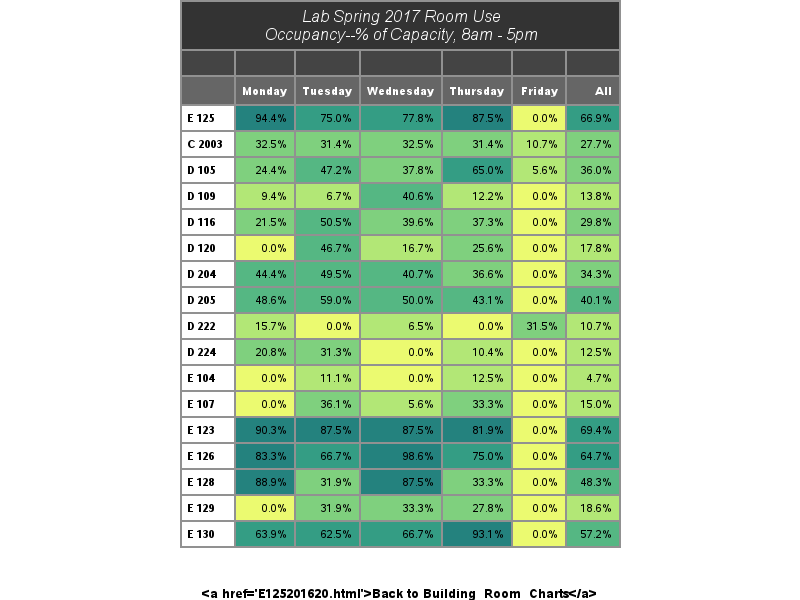 Lab Spring 2017 Room Use
Occupancy--% of Capacity, 8am - 5pm
Monday Tuesday Wednesday Thursday Friday All
E 125 94.4% 75.0% 77.8% 87.5% 0.0% 66.9%
C 2003 32.5% 31.4% 32.5% 31.4% 10.7% 27.7%
D 105 24.4% 47.2% 37.8% 65.0% 5.6% 36.0%
D 109 9.4% 6.7% 40.6% 12.2% 0.0% 13.8%
D 116 21.5% 50.5% 39.6% 37.3% 0.0% 29.8%
D 120 0.0% 46.7% 16.7% 25.6% 0.0% 17.8%
D 204 44.4% 49.5% 40.7% 36.6% 0.0% 34.3%
D 205 48.6% 59.0% 50.0% 43.1% 0.0% 40.1%
D 222 15.7% 0.0% 6.5% 0.0% 31.5% 10.7%
D 224 20.8% 31.3% 0.0% 10.4% 0.0% 12.5%
E 104 0.0% 11.1% 0.0% 12.5% 0.0% 4.7%
E 107 0.0% 36.1% 5.6% 33.3% 0.0% 15.0%
E 123 90.3% 87.5% 87.5% 81.9% 0.0% 69.4%
E 126 83.3% 66.7% 98.6% 75.0% 0.0% 64.7%
E 128 88.9% 31.9% 87.5% 33.3% 0.0% 48.3%
E 129 0.0% 31.9% 33.3% 27.8% 0.0% 18.6%
E 130 63.9% 62.5% 66.7% 93.1% 0.0% 57.2%
<a href='E125201620.html'>Back to Building_Room_Charts</a>